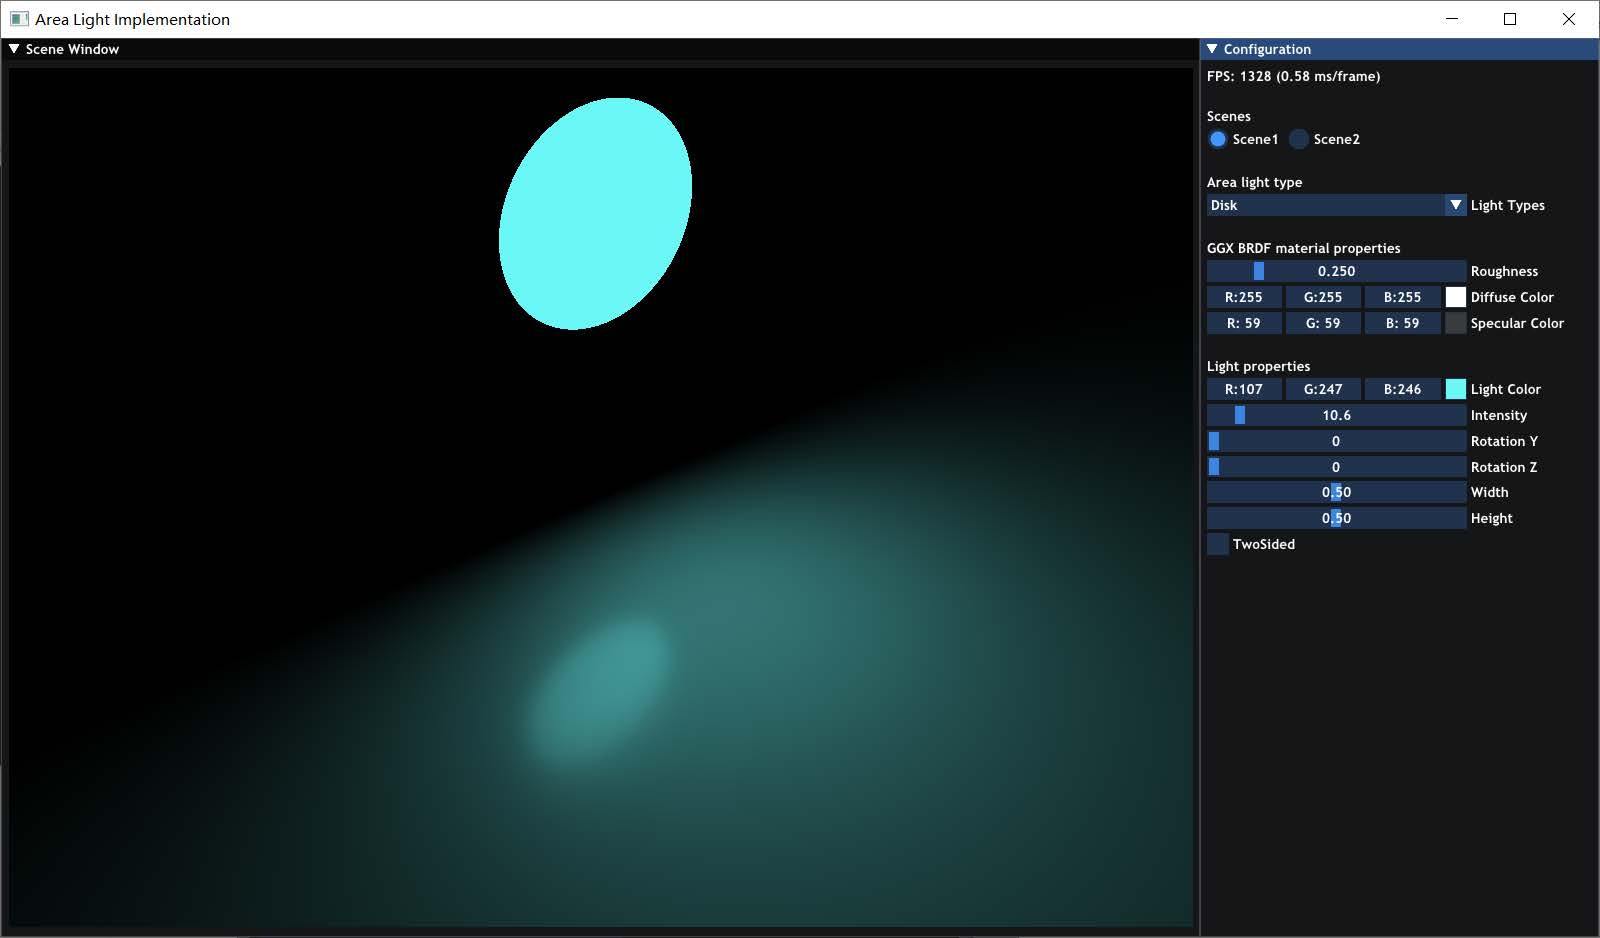 Area Light Implementation
Scene Window
Configuration
FPS: 1328 (0.58 ms/frame)
Scenes
Scene1 Scene2
Area light type
Disk Light Types
GGX BRDF material properties
0.250 Roughness
R:255 G:255 B:255 Diffuse Color
R: 59 G: 59 B: 59 Specular Color
Light properties
R:107 G:247 B:246 Light Color
10.6 Intensity
0 Rotation Y
0 Rotation Z
0.50 Width
0.50 Height
TwoSided